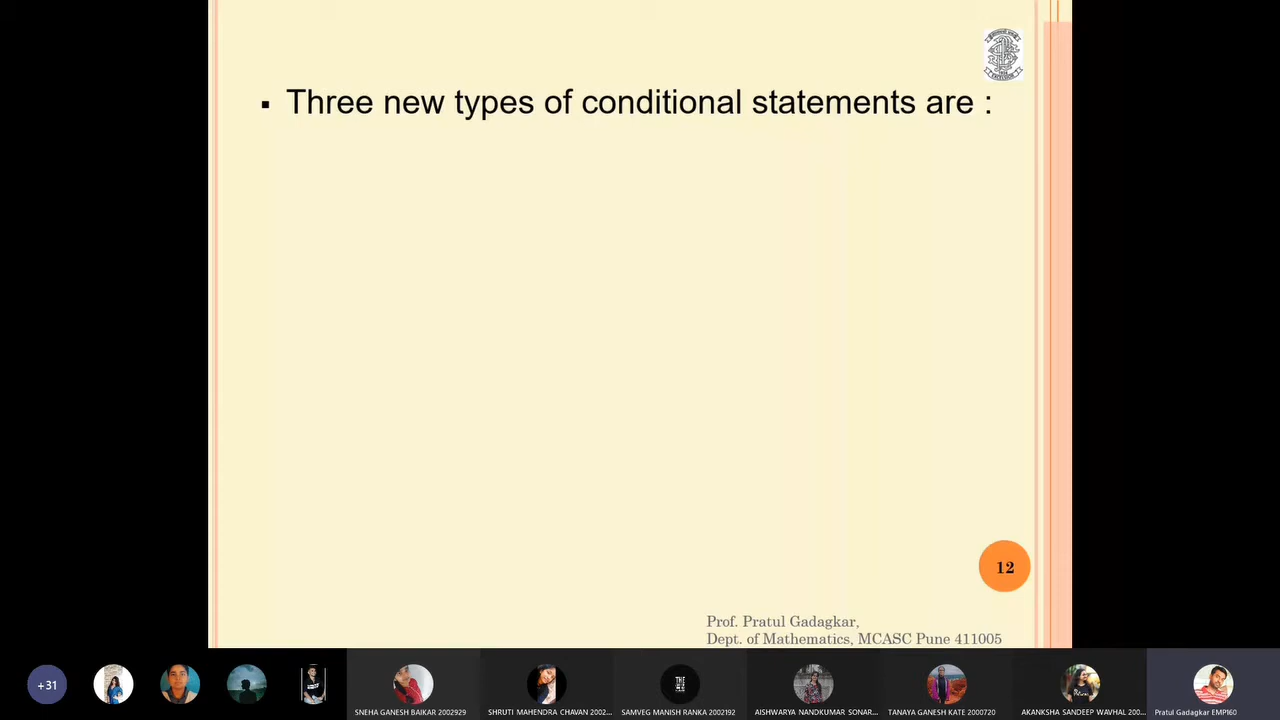 ▪ Three new types of conditional statements are :
12
Prof. Pratul Gadagkar,
Dept. of Mathematics, MCASC Pune 411005
+31
SNEHA GANESH BAIKAR 2002929
SHRUTI MAHENDRA CHAVAN 2002...
SAMVEG MANISH RANKA 2002192
AISHWARYA NANDKUMAR SONAR...
TANAYA GANESH KATE 2000720
AKANKSHA SANDEEP WAVHAL 200...
Pratul Gadagkar EMP160